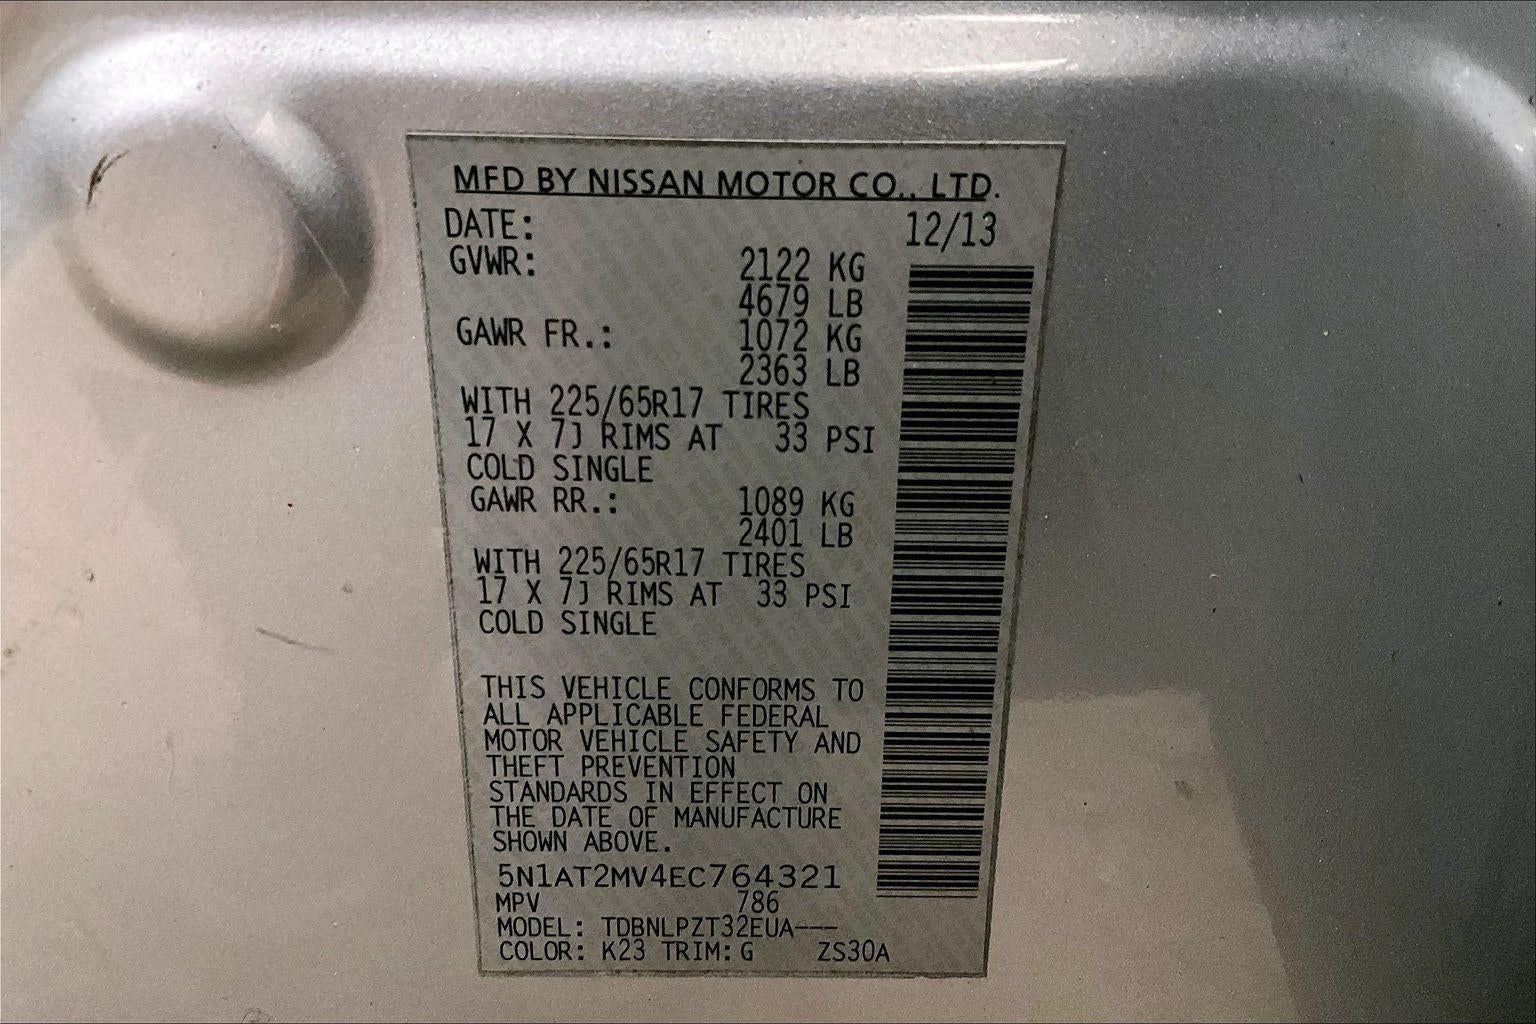 MFD BY NISSAN MOTOR CO., LTD.
DATE: 12/13
GVWR: 2122 KG
4679 LB
GAWR FR.: 1072 KG
2363 LB
WITH 225/65R17 TIRES
17 X 7J RIMS AT 33 PSI
COLD SINGLE
GAWR RR.: 1089 KG
2401 LB
WITH 225/65R17 TIRES
17 X 7J RIMS AT 33 PSI
COLD SINGLE
THIS VEHICLE CONFORMS TO
ALL APPLICABLE FEDERAL
MOTOR VEHICLE SAFETY AND
THEFT PREVENTION
STANDARDS IN EFFECT ON
THE DATE OF MANUFACTURE
SHOWN ABOVE.
5N1AT2MV4EC764321
MPV 786
MODEL: TDBNLPZT32EUA---
COLOR: K23 TRIM: G ZS30A